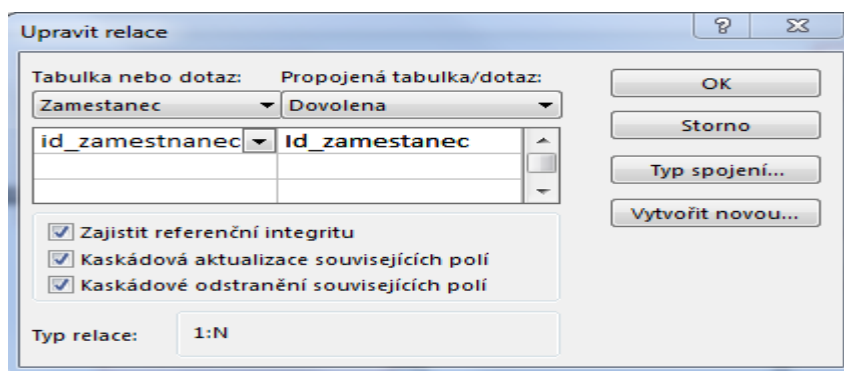 Upravit relace
Tabulka nebo dotaz: Propojená tabulka/dotaz:
Zamestanec Dovolena
id_zamestnanec Id_zamestanec
Zajistit referenční integritu
Kaskádová aktualizace souvisejících polí
Kaskádové odstranění souvisejících polí
Typ relace: 1:N
OK
Storno
Typ spojení...
Vytvořit novou...